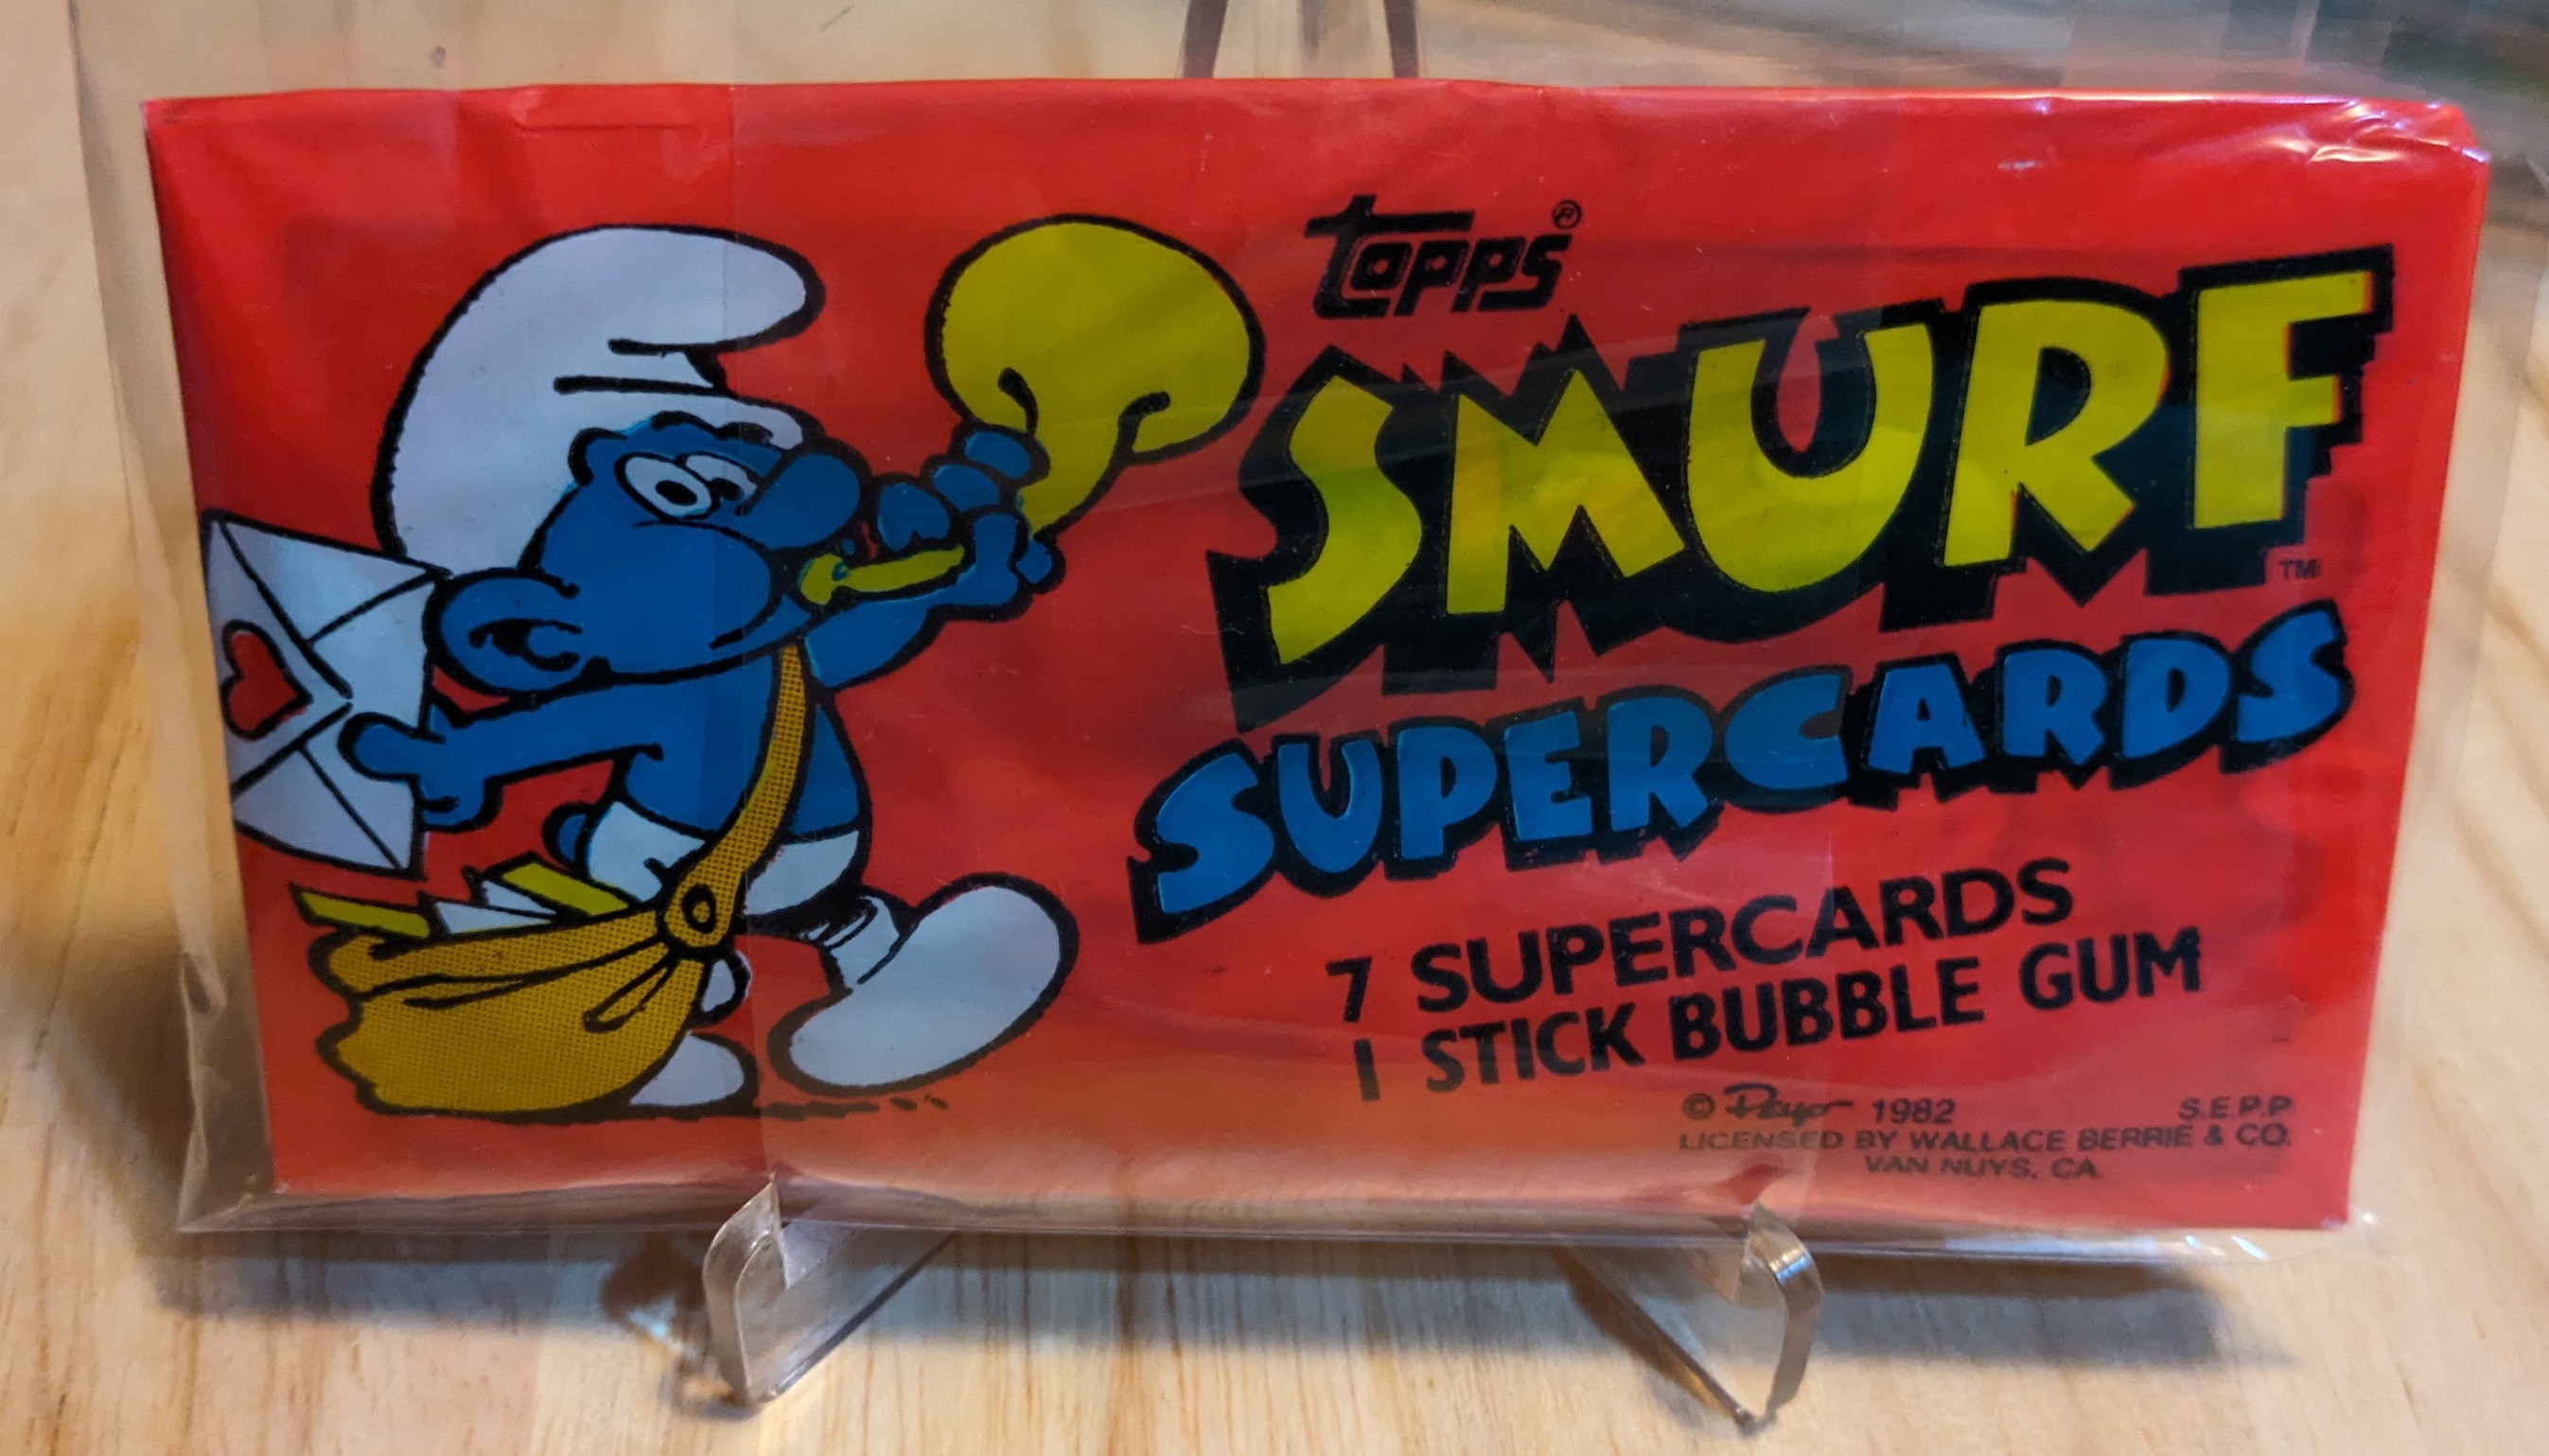 topps®
SMURF™
SUPERCARDS
7 SUPERCARDS
1 STICK BUBBLE GUM
© Peyo 1982 S.E.P.P.
LICENSED BY WALLACE BERRIE & CO.
VAN NUYS, CA.